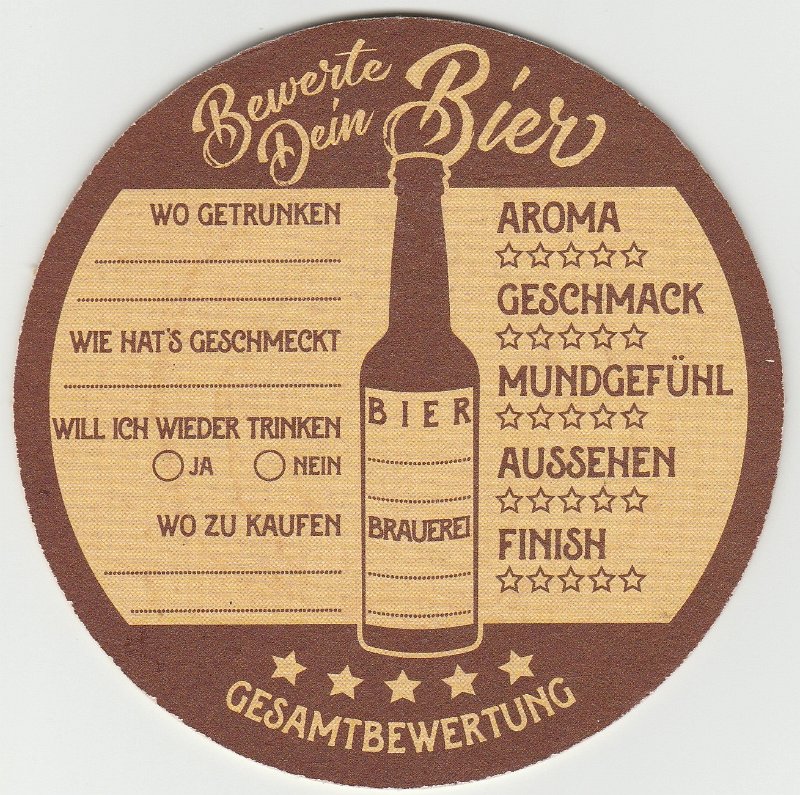 Bewerte
Dein Bier
WO GETRUNKEN
WIE HAT'S GESCHMECKT
WILL ICH WIEDER TRINKEN
JA NEIN
WO ZU KAUFEN
BIER
BRAUEREI
AROMA
GESCHMACK
MUNDGEFÜHL
AUSSEHEN
FINISH
GESAMTBEWERTUNG